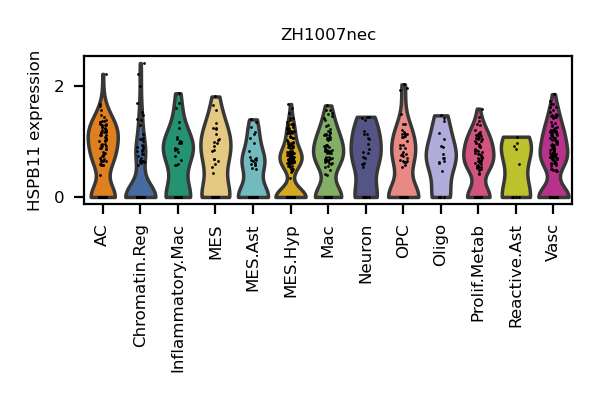 ZH1007nec
HSPB11 expression
2
0
AC
Chromatin.Reg
Inflammatory.Mac
MES
MES.Ast
MES.Hyp
Mac
Neuron
OPC
Oligo
Prolif.Metab
Reactive.Ast
Vasc